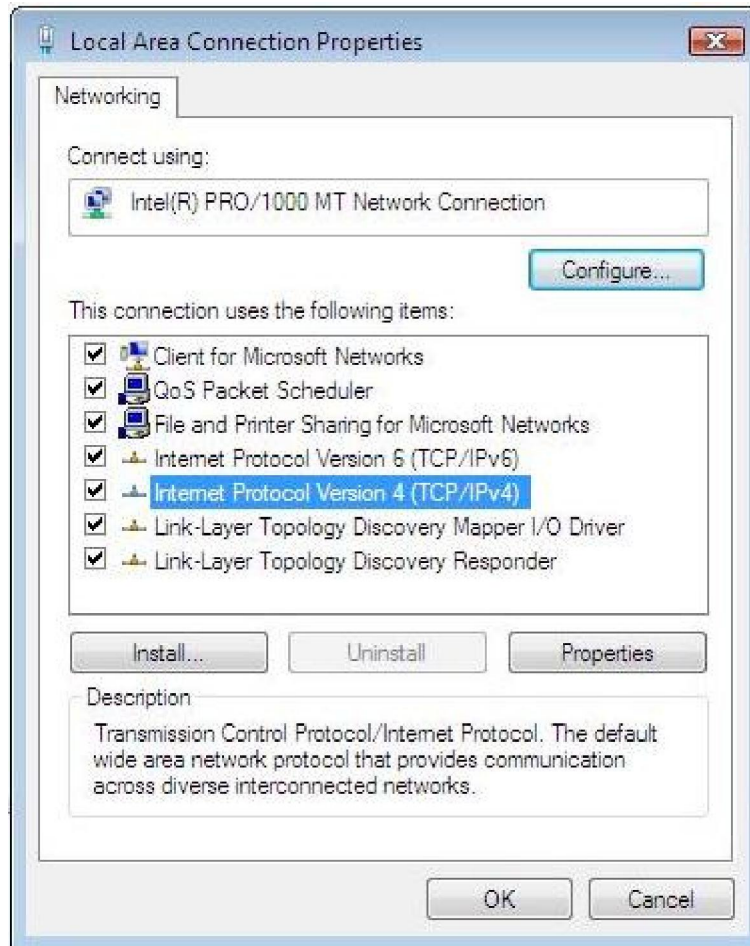 Local Area Connection Properties
Networking
Connect using:
Intel(R) PRO/1000 MT Network Connection
Configure...
This connection uses the following items:
Client for Microsoft Networks
QoS Packet Scheduler
File and Printer Sharing for Microsoft Networks
Internet Protocol Version 6 (TCP/IPv6)
Internet Protocol Version 4 (TCP/IPv4)
Link-Layer Topology Discovery Mapper I/O Driver
Link-Layer Topology Discovery Responder
Install... Uninstall Properties
Description
Transmission Control Protocol/Internet Protocol. The default
wide area network protocol that provides communication
across diverse interconnected networks.
OK Cancel